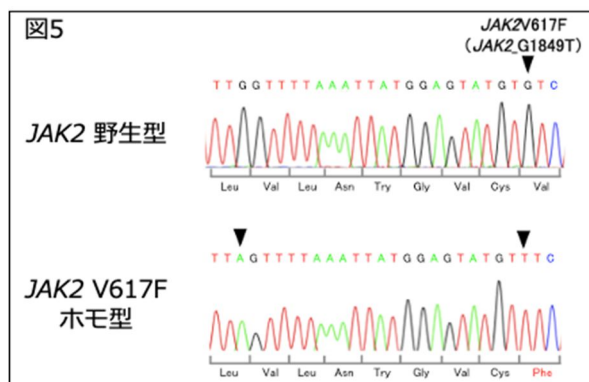 図5
JAK2V617F
(JAK2_G1849T)
TTGGTTTTAAATTATGGAGTATGTGTC
JAK2 野生型
Leu Val Leu Asn Try Gly Val Cys Val
TTAGTTTTAAATTATGGAGTATGTTTC
JAK2 V617F
ホモ型
Leu Val Leu Asn Try Gly Val Cys Phe